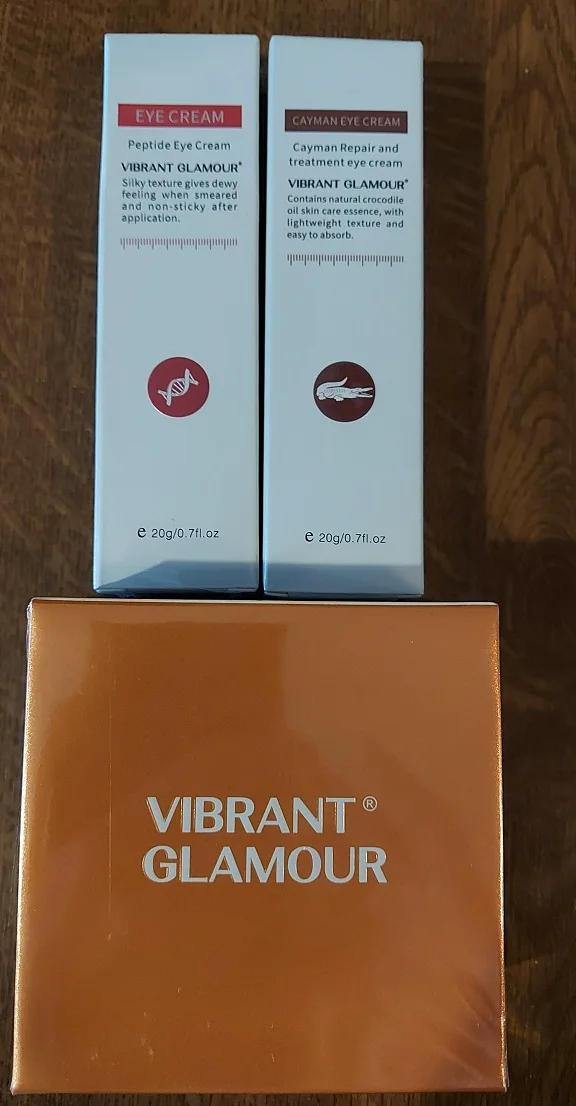 EYE CREAM
Peptide Eye Cream
VIBRANT GLAMOUR®
Silky texture gives dewy
feeling when smeared
and non-sticky after
application.
e 20g/0.7fl.oz
CAYMAN EYE CREAM
Cayman Repair and
treatment eye cream
VIBRANT GLAMOUR®
Contains natural crocodile
oil skin care essence, with
lightweight texture and
easy to absorb.
e 20g/0.7fl.oz
VIBRANT®
GLAMOUR